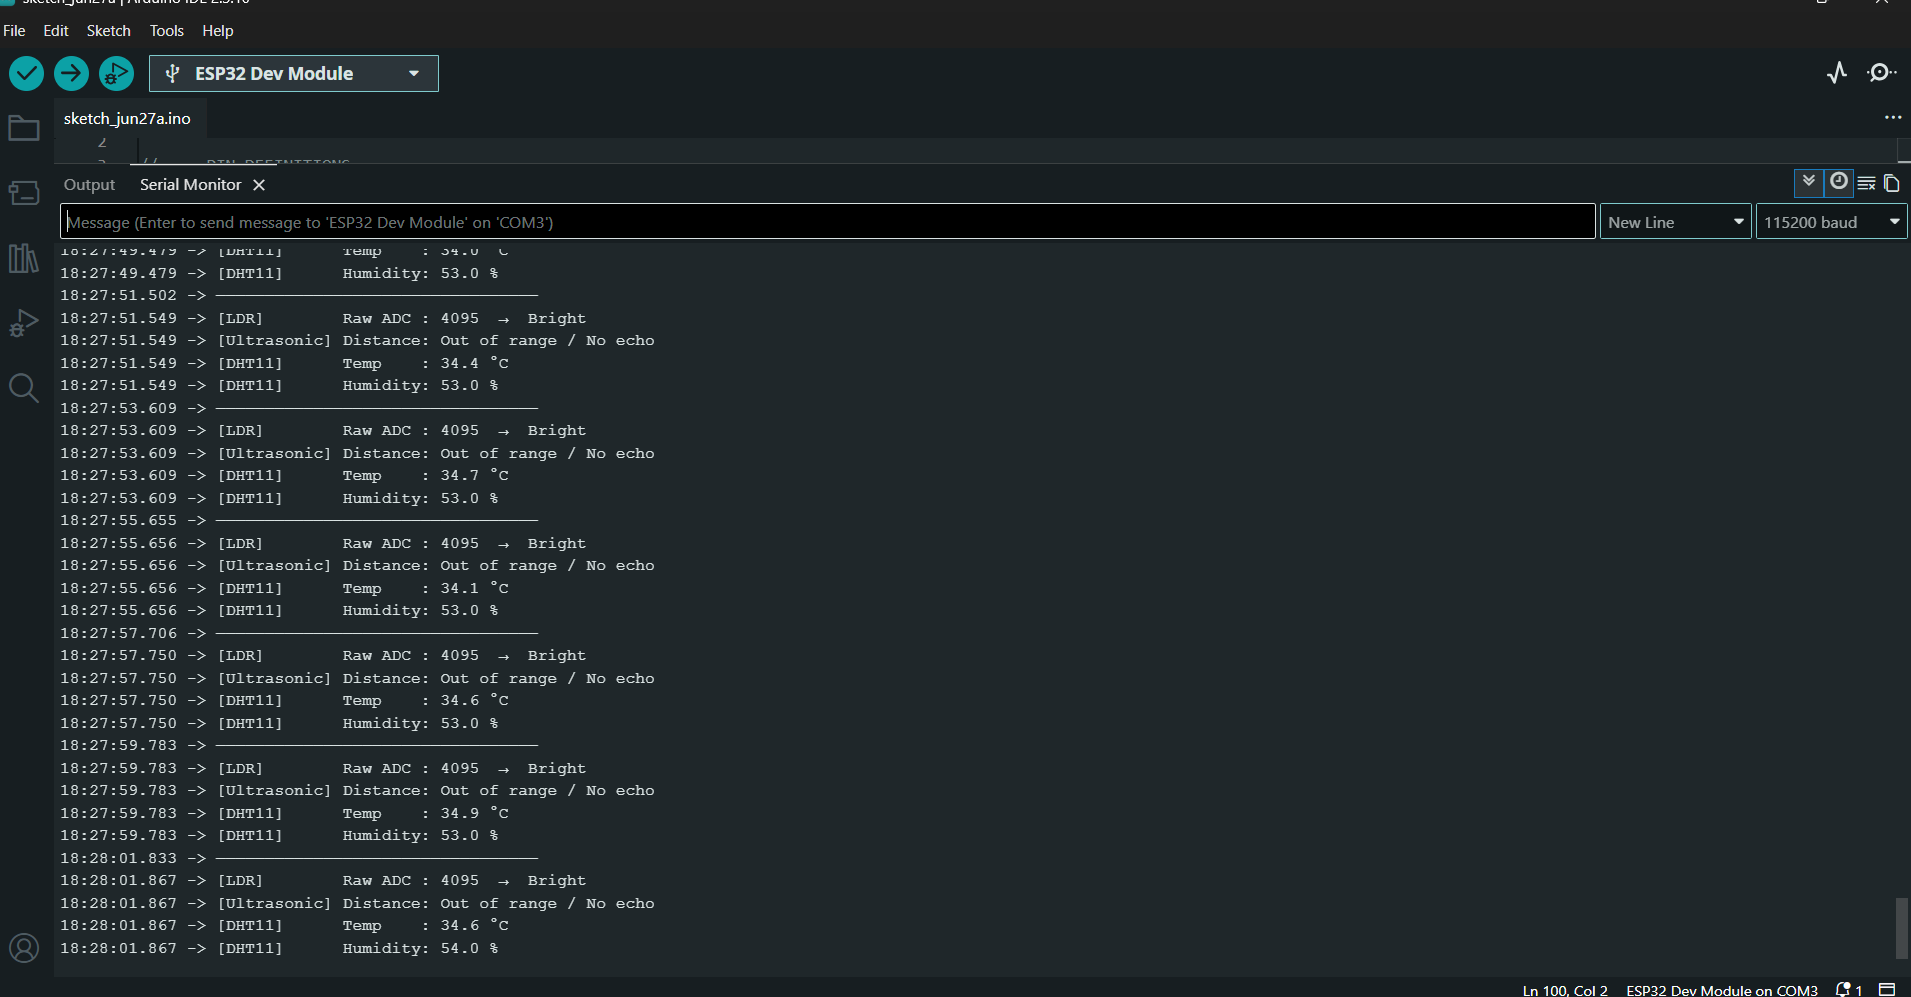 File Edit Sketch Tools Help
ESP32 Dev Module
sketch_jun27a.ino
2
Output Serial Monitor
Message (Enter to send message to 'ESP32 Dev Module' on 'COM3') New Line 115200 baud
18:27:49.479 -> [DHT11] Temp : 34.0 °C
18:27:49.479 -> [DHT11] Humidity: 53.0 %
18:27:51.502 -> ─────────────────────────────────
18:27:51.549 -> [LDR] Raw ADC : 4095 → Bright
18:27:51.549 -> [Ultrasonic] Distance: Out of range / No echo
18:27:51.549 -> [DHT11] Temp : 34.4 °C
18:27:51.549 -> [DHT11] Humidity: 53.0 %
18:27:53.609 -> ─────────────────────────────────
18:27:53.609 -> [LDR] Raw ADC : 4095 → Bright
18:27:53.609 -> [Ultrasonic] Distance: Out of range / No echo
18:27:53.609 -> [DHT11] Temp : 34.7 °C
18:27:53.609 -> [DHT11] Humidity: 53.0 %
18:27:55.655 -> ─────────────────────────────────
18:27:55.656 -> [LDR] Raw ADC : 4095 → Bright
18:27:55.656 -> [Ultrasonic] Distance: Out of range / No echo
18:27:55.656 -> [DHT11] Temp : 34.1 °C
18:27:55.656 -> [DHT11] Humidity: 53.0 %
18:27:57.706 -> ─────────────────────────────────
18:27:57.750 -> [LDR] Raw ADC : 4095 → Bright
18:27:57.750 -> [Ultrasonic] Distance: Out of range / No echo
18:27:57.750 -> [DHT11] Temp : 34.6 °C
18:27:57.750 -> [DHT11] Humidity: 53.0 %
18:27:59.783 -> ─────────────────────────────────
18:27:59.783 -> [LDR] Raw ADC : 4095 → Bright
18:27:59.783 -> [Ultrasonic] Distance: Out of range / No echo
18:27:59.783 -> [DHT11] Temp : 34.9 °C
18:27:59.783 -> [DHT11] Humidity: 53.0 %
18:28:01.833 -> ─────────────────────────────────
18:28:01.867 -> [LDR] Raw ADC : 4095 → Bright
18:28:01.867 -> [Ultrasonic] Distance: Out of range / No echo
18:28:01.867 -> [DHT11] Temp : 34.6 °C
18:28:01.867 -> [DHT11] Humidity: 54.0 %
Ln 100, Col 2 ESP32 Dev Module on COM3 1